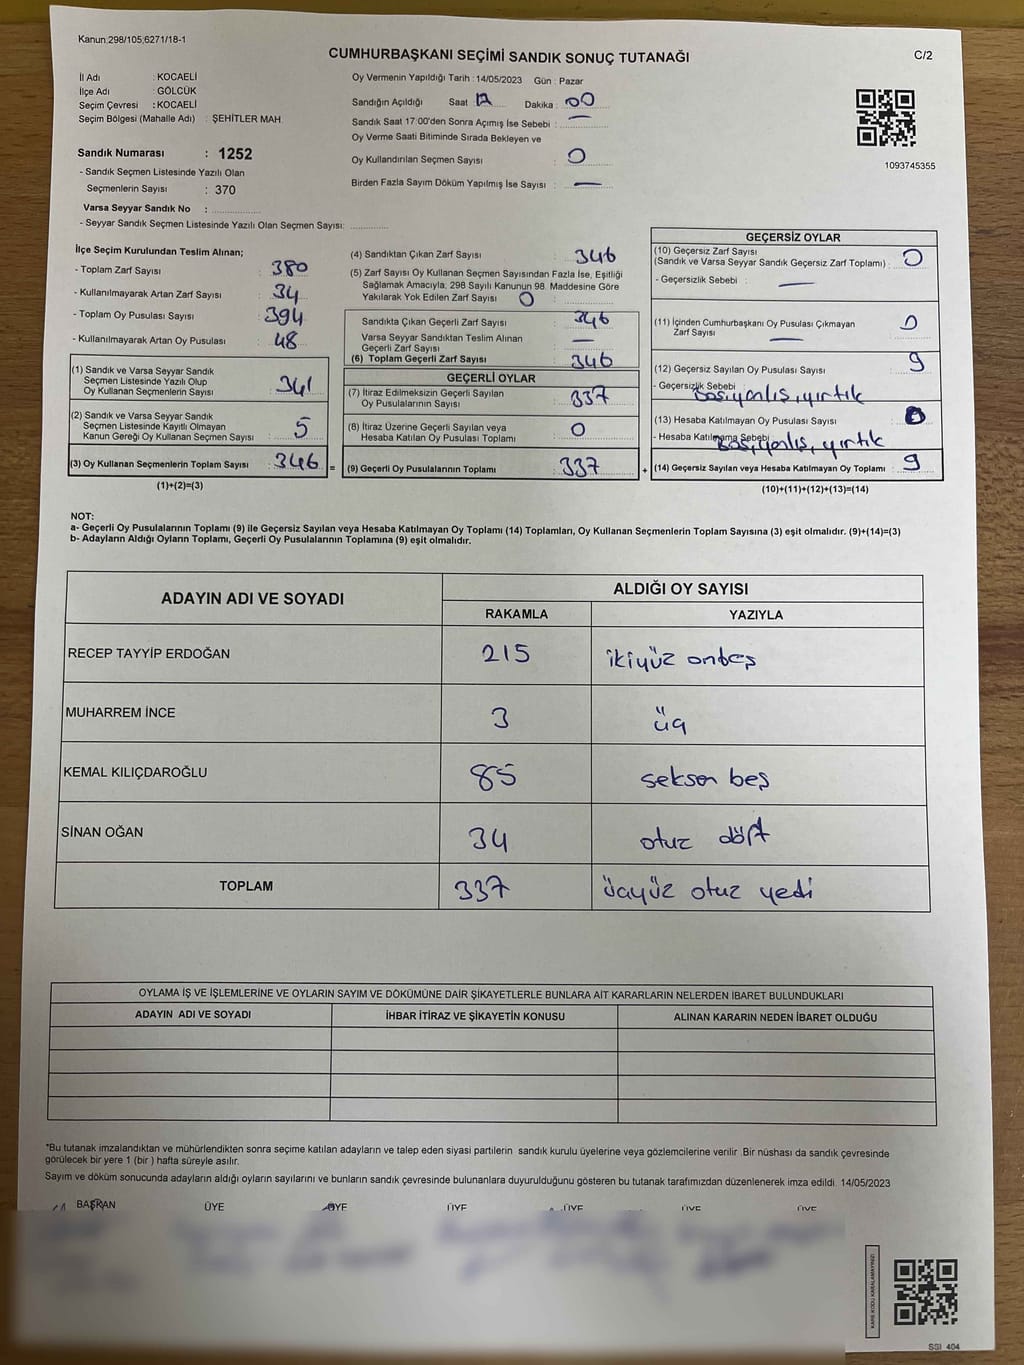 Kanun:298/105;6271/18-1
CUMHURBAŞKANI SEÇİMİ SANDIK SONUÇ TUTANAĞI
C/2
İl Adı : KOCAELİ
İlçe Adı : GÖLCÜK
Seçim Çevresi : KOCAELİ
Seçim Bölgesi (Mahalle Adı) : ŞEHİTLER MAH.
Sandık Numarası : 1252
- Sandık Seçmen Listesinde Yazılı Olan
Seçmenlerin Sayısı : 370
Varsa Seyyar Sandık No :
- Seyyar Sandık Seçmen Listesinde Yazılı Olan Seçmen Sayısı:
Oy Vermenin Yapıldığı Tarih : 14/05/2023 Gün : Pazar
Sandığın Açıldığı Saat : 17 Dakika : 00
Sandık Saat 17:00'den Sonra Açımış İse Sebebi : —
Oy Verme Saati Bitiminde Sırada Bekleyen ve
Oy Kullandırılan Seçmen Sayısı : 0
Birden Fazla Sayım Döküm Yapılmış İse Sayısı : —
1093745355
İlçe Seçim Kurulundan Teslim Alınan;
- Toplam Zarf Sayısı : 380
- Kullanılmayarak Artan Zarf Sayısı : 34
- Toplam Oy Pusulası Sayısı : 394
- Kullanılmayarak Artan Oy Pusulası : 48
(1) Sandık ve Varsa Seyyar Sandık
Seçmen Listesinde Yazılı Olup
Oy Kullanan Seçmenlerin Sayısı : 341
(2) Sandık ve Varsa Seyyar Sandık
Seçmen Listesinde Kayıtlı Olmayan
Kanun Gereği Oy Kullanan Seçmen Sayısı : 5
(3) Oy Kullanan Seçmenlerin Toplam Sayısı : 346 =
(1)+(2)=(3)
(4) Sandıktan Çıkan Zarf Sayısı : 346
(5) Zarf Sayısı Oy Kullanan Seçmen Sayısından Fazla İse, Eşitliği
Sağlamak Amacıyla, 298 Sayılı Kanunun 98. Maddesine Göre
Yakılarak Yok Edilen Zarf Sayısı 0 :
Sandıkta Çıkan Geçerli Zarf Sayısı : 346
Varsa Seyyar Sandıktan Teslim Alınan
Geçerli Zarf Sayısı : —
(6) Toplam Geçerli Zarf Sayısı : 346
GEÇERLİ OYLAR
(7) İtiraz Edilmeksizin Geçerli Sayılan
Oy Pusulalarının Sayısı : 337
(8) İtiraz Üzerine Geçerli Sayılan veya
Hesaba Katılan Oy Pusulası Toplamı : 0
(9) Geçerli Oy Pusulalarının Toplamı : 337 +
GEÇERSİZ OYLAR
(10) Geçersiz Zarf Sayısı
(Sandık ve Varsa Seyyar Sandık Geçersiz Zarf Toplamı) : 0
- Geçersizlik Sebebi : —
(11) İçinden Cumhurbaşkanı Oy Pusulası Çıkmayan
Zarf Sayısı : 0
—
(12) Geçersiz Sayılan Oy Pusulası Sayısı : 9
- Geçersizlik Sebebi : Boş, yanlış, yırtık
(13) Hesaba Katılmayan Oy Pusulası Sayısı : 0
- Hesaba Katılmama Sebebi : Boş, yanlış, yırtık
(14) Geçersiz Sayılan veya Hesaba Katılmayan Oy Toplamı : 9
(10)+(11)+(12)+(13)=(14)
NOT:
a- Geçerli Oy Pusulalarının Toplamı (9) ile Geçersiz Sayılan veya Hesaba Katılmayan Oy Toplamı (14) Toplamları, Oy Kullanan Seçmenlerin Toplam Sayısına (3) eşit olmalıdır. (9)+(14)=(3)
b- Adayların Aldığı Oyların Toplamı, Geçerli Oy Pusulalarının Toplamına (9) eşit olmalıdır.
ADAYIN ADI VE SOYADI
ALDIĞI OY SAYISI
RAKAMLA YAZIYLA
RECEP TAYYİP ERDOĞAN 215 ikiyüz onbeş
MUHARREM İNCE 3 üç
KEMAL KILIÇDAROĞLU 85 seksen beş
SİNAN OĞAN 34 otuz dört
TOPLAM 337 üçyüz otuz yedi
OYLAMA İŞ VE İŞLEMLERİNE VE OYLARIN SAYIM VE DÖKÜMÜNE DAİR ŞİKAYETLERLE BUNLARA AİT KARARLARIN NELERDEN İBARET BULUNDUKLARI
ADAYIN ADI VE SOYADI İHBAR İTİRAZ VE ŞİKAYETİN KONUSU ALINAN KARARIN NEDEN İBARET OLDUĞU
*Bu tutanak imzalandıktan ve mühürlendikten sonra seçime katılan adayların ve talep eden siyasi partilerin sandık kurulu üyelerine veya gözlemcilerine verilir. Bir nüshası da sandık çevresinde
görülecek bir yere 1 (bir ) hafta süreyle asılır.
Sayım ve döküm sonucunda adayların aldığı oyların sayılarını ve bunların sandık çevresinde bulunanlara duyurulduğunu gösteren bu tutanak tarafımızdan düzenlenerek imza edildi. 14/05/2023
BAŞKAN ÜYE ÜYE ÜYE ÜYE ÜYE ÜYE
KARE KODU KARALAMAYINIZ!
SSI_404